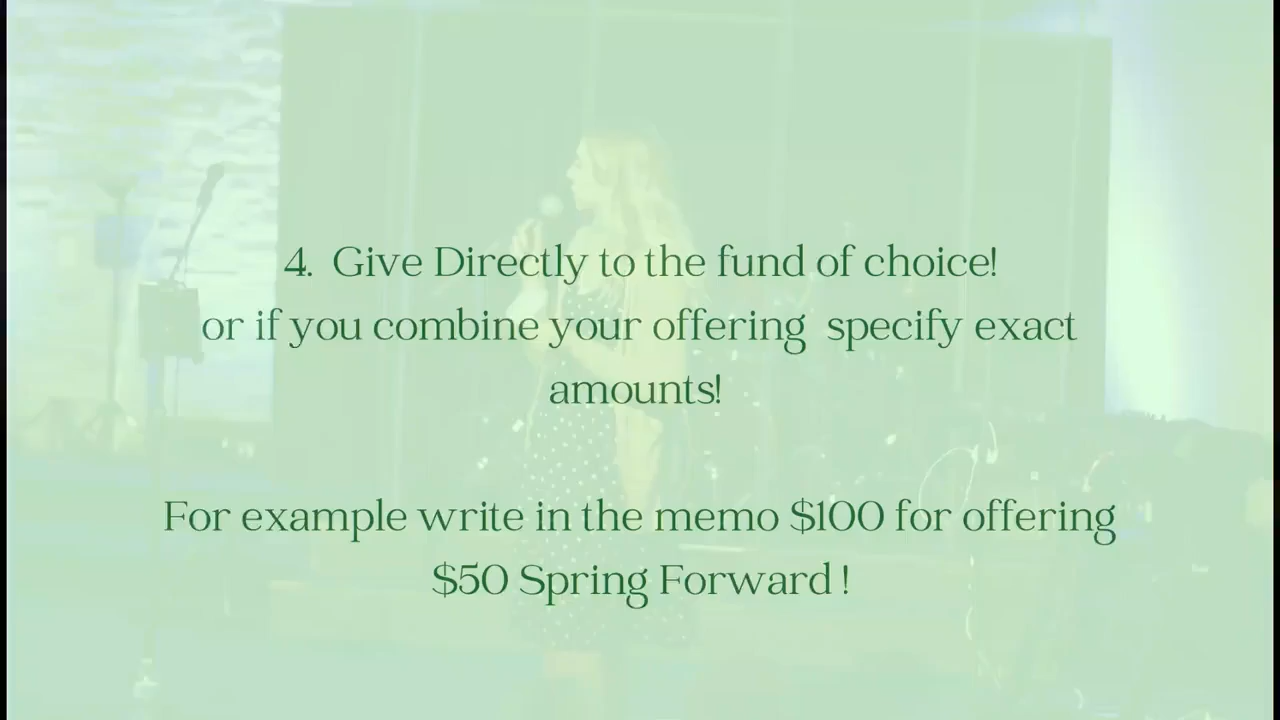 4. Give Directly to the fund of choice!
or if you combine your offering specify exact
amounts!
For example write in the memo $100 for offering
$50 Spring Forward !